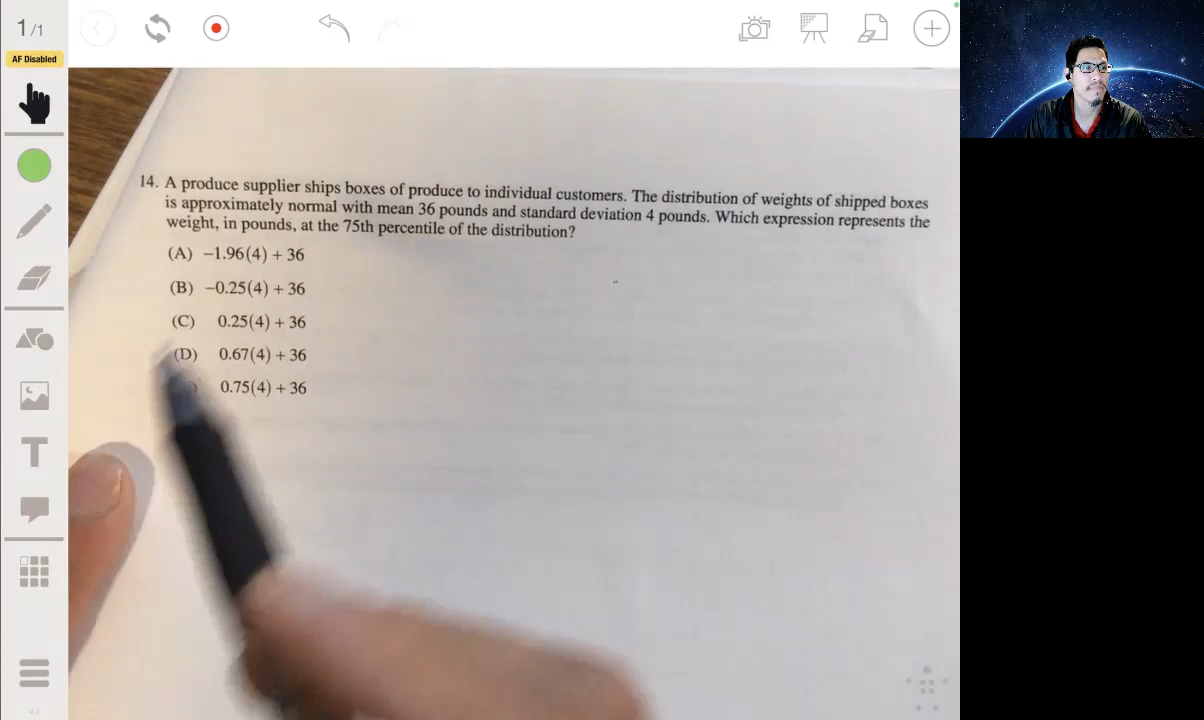 1/1
AF Disabled
T
14. A produce supplier ships boxes of produce to individual customers. The distribution of weights of shipped boxes
is approximately normal with mean 36 pounds and standard deviation 4 pounds. Which expression represents the
weight, in pounds, at the 75th percentile of the distribution?
(A) −1.96(4) + 36
(B) −0.25(4) + 36
(C) 0.25(4) + 36
(D) 0.67(4) + 36
0.75(4) + 36